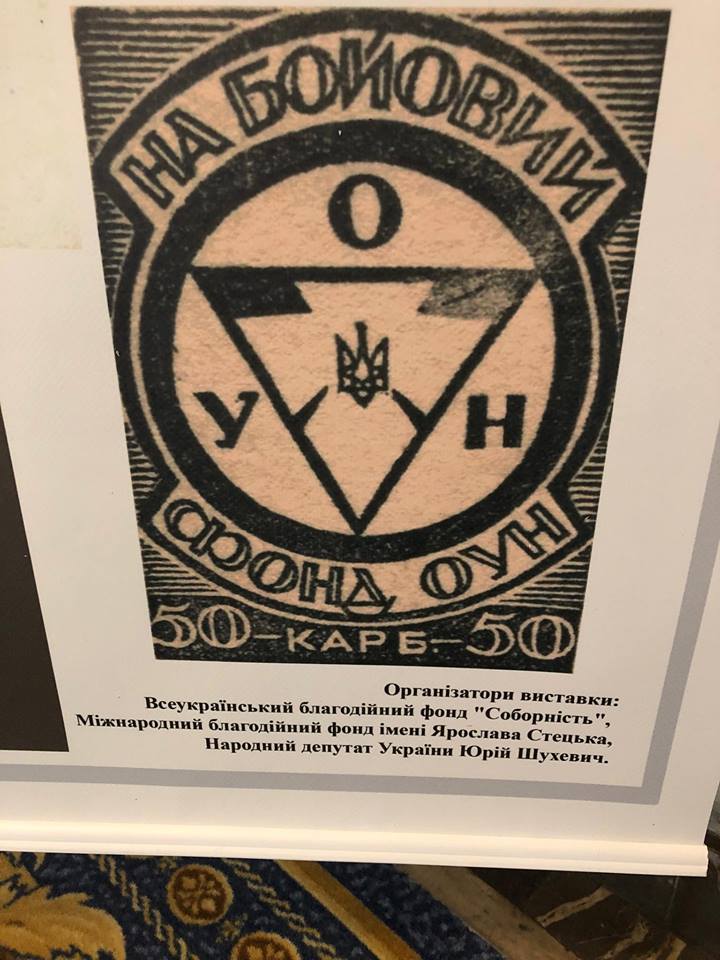 НА БОЙОВИЙ
О
У Н
ФОНД ОУН
50-КАРБ.-50
Організатори виставки:
Всеукраїнський благодійний фонд "Соборність",
Міжнародний благодійний фонд імені Ярослава Стецька,
Народний депутат України Юрій Шухевич.